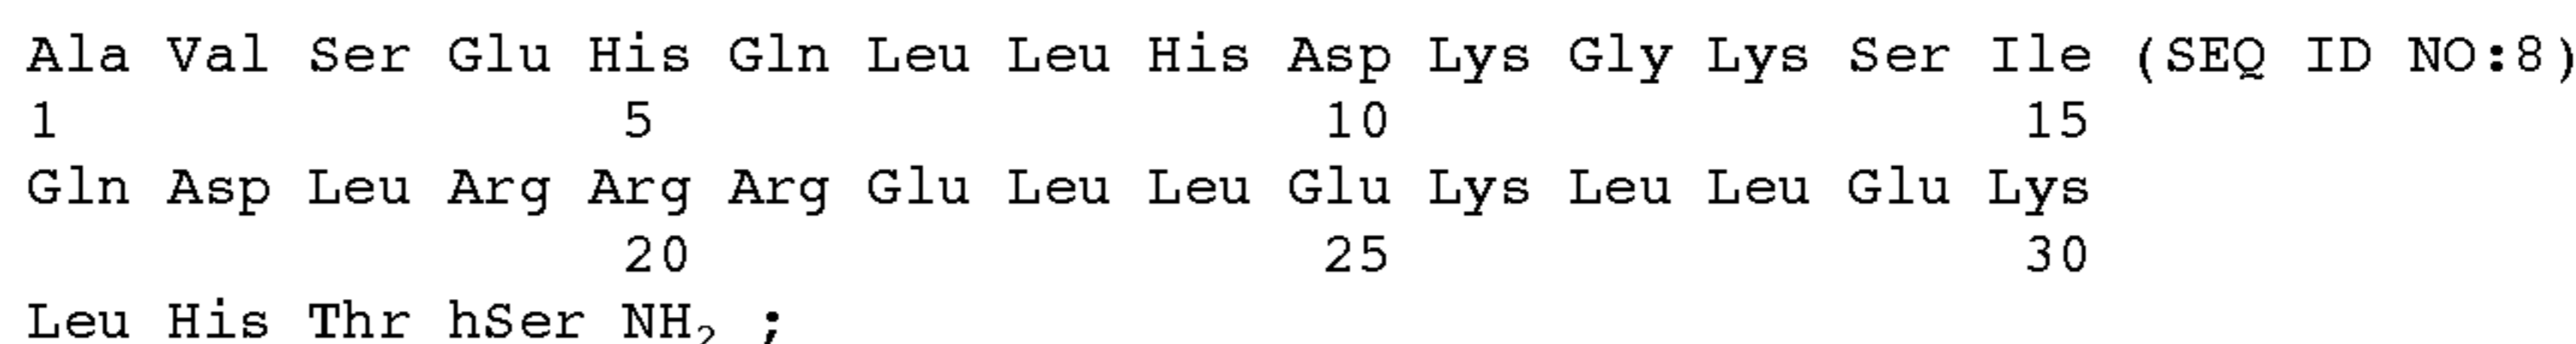 Ala Val Ser Glu His Gln Leu Leu His Asp Lys Gly Lys Ser Ile (SEQ ID NO:8)
1 5 10 15
Gln Asp Leu Arg Arg Arg Glu Leu Leu Glu Lys Leu Leu Glu Lys
20 25 30
Leu His Thr hSer NH₂ ;